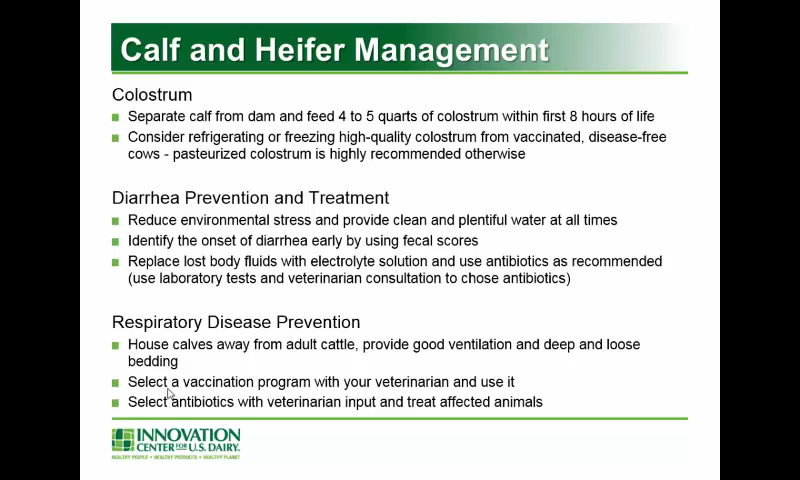 Calf and Heifer Management
Colostrum
Separate calf from dam and feed 4 to 5 quarts of colostrum within first 8 hours of life
Consider refrigerating or freezing high-quality colostrum from vaccinated, disease-free
cows - pasteurized colostrum is highly recommended otherwise
Diarrhea Prevention and Treatment
Reduce environmental stress and provide clean and plentiful water at all times
Identify the onset of diarrhea early by using fecal scores
Replace lost body fluids with electrolyte solution and use antibiotics as recommended
(use laboratory tests and veterinarian consultation to chose antibiotics)
Respiratory Disease Prevention
House calves away from adult cattle, provide good ventilation and deep and loose
bedding
Select a vaccination program with your veterinarian and use it
Select antibiotics with veterinarian input and treat affected animals
INNOVATION
CENTER FOR U.S. DAIRY.
HEALTHY PEOPLE • HEALTHY PRODUCTS • HEALTHY PLANET